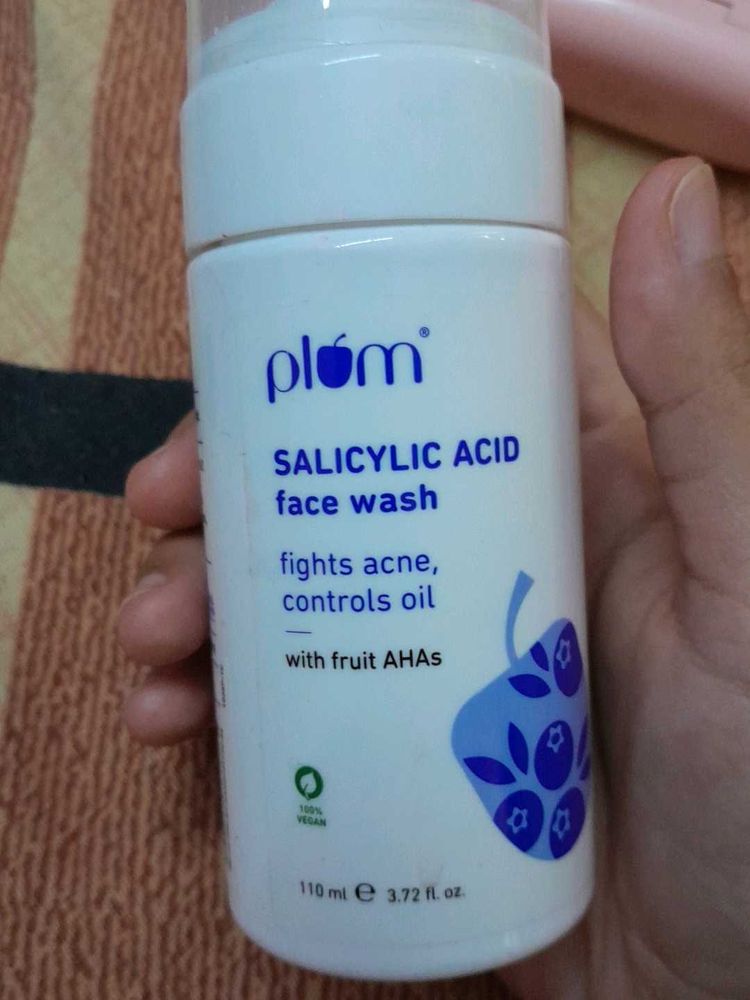 plum®
SALICYLIC ACID
face wash
fights acne,
controls oil
with fruit AHAs
100%
VEGAN
110 ml ℮ 3.72 fl. oz.